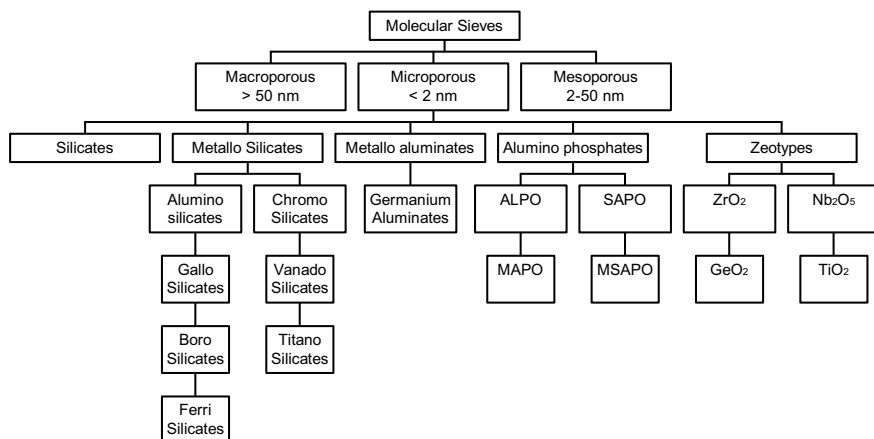 Molecular Sieves
Macroporous
> 50 nm
Microporous
< 2 nm
Mesoporous
2-50 nm
Silicates
Metallo Silicates
Metallo aluminates
Alumino phosphates
Zeotypes
Alumino
silicates
Chromo
Silicates
Germanium
Aluminates
ALPO
SAPO
ZrO₂
Nb₂O₅
Gallo
Silicates
Vanado
Silicates
MAPO
MSAPO
GeO₂
TiO₂
Boro
Silicates
Titano
Silicates
Ferri
Silicates